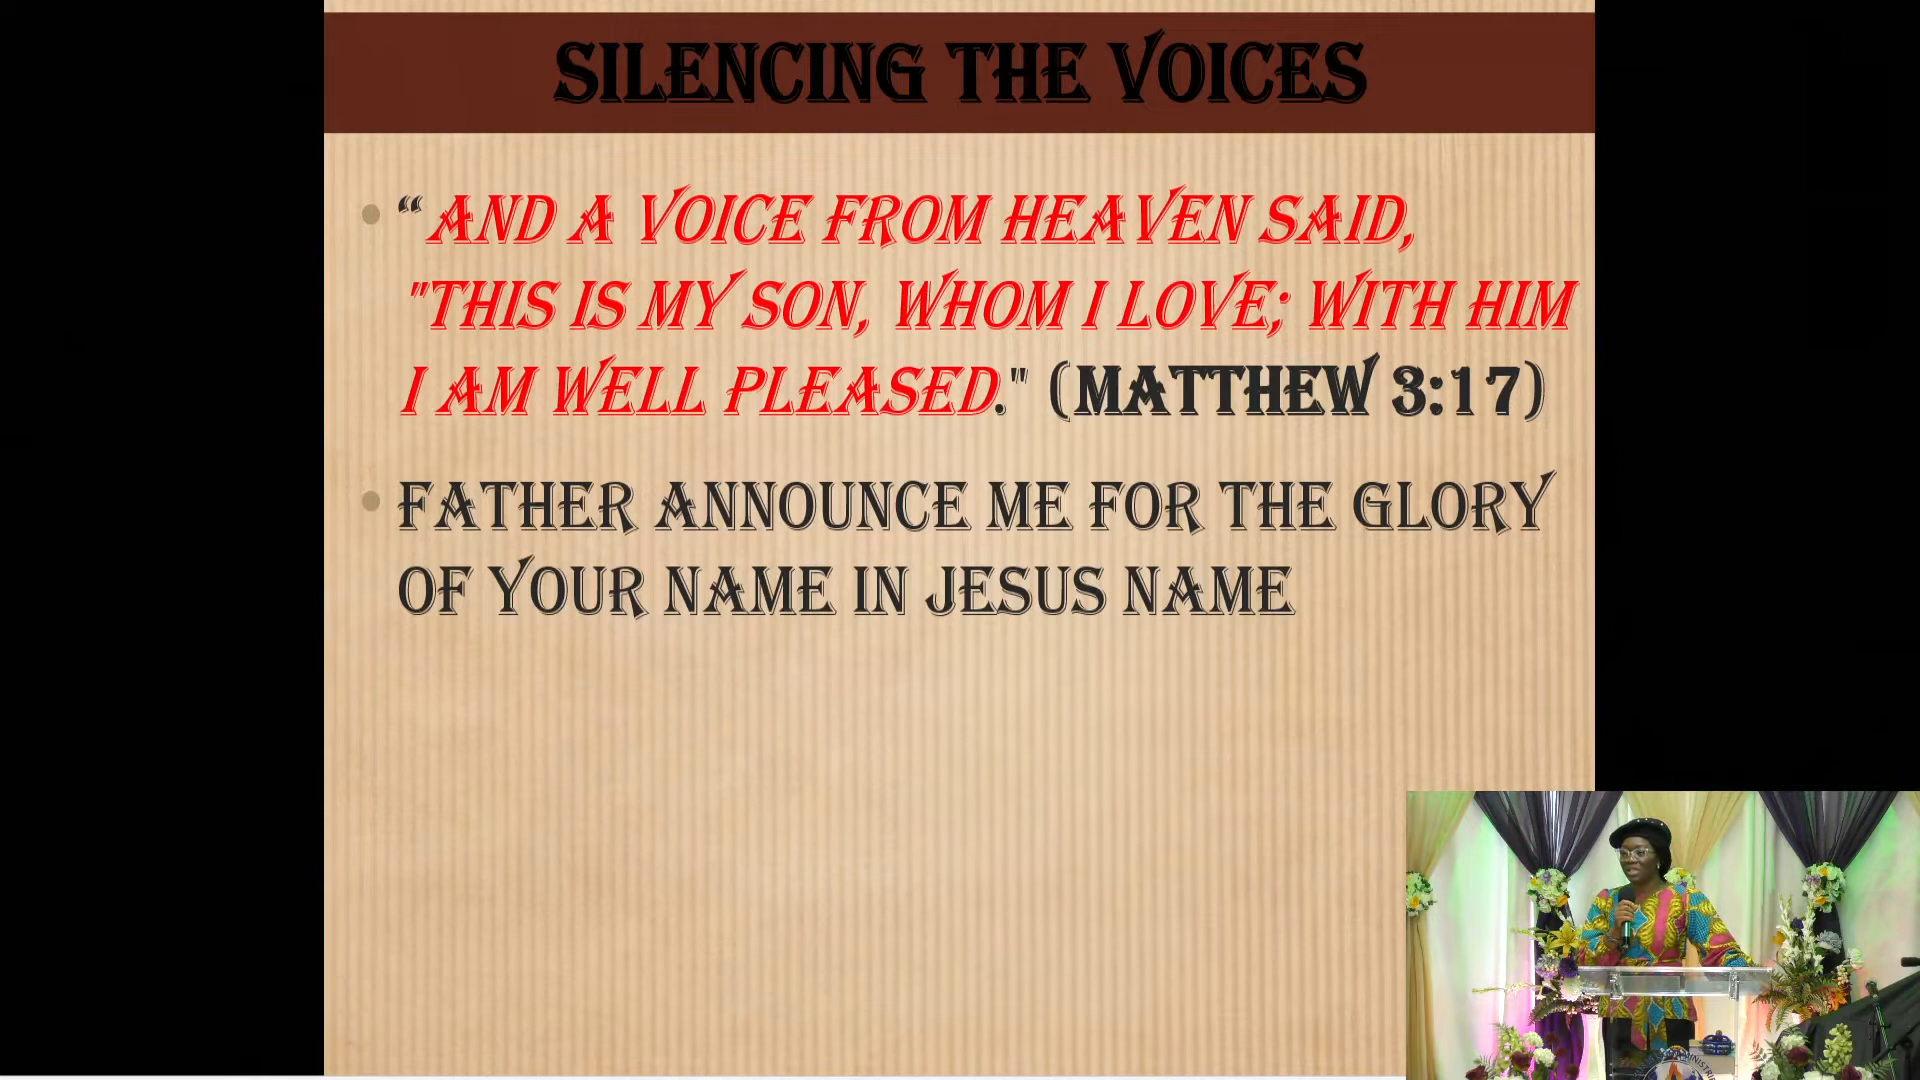 SILENCING THE VOICES
“AND A VOICE FROM HEAVEN SAID,
"THIS IS MY SON, WHOM I LOVE; WITH HIM
I AM WELL PLEASED." (MATTHEW 3:17)
FATHER ANNOUNCE ME FOR THE GLORY
OF YOUR NAME IN JESUS NAME